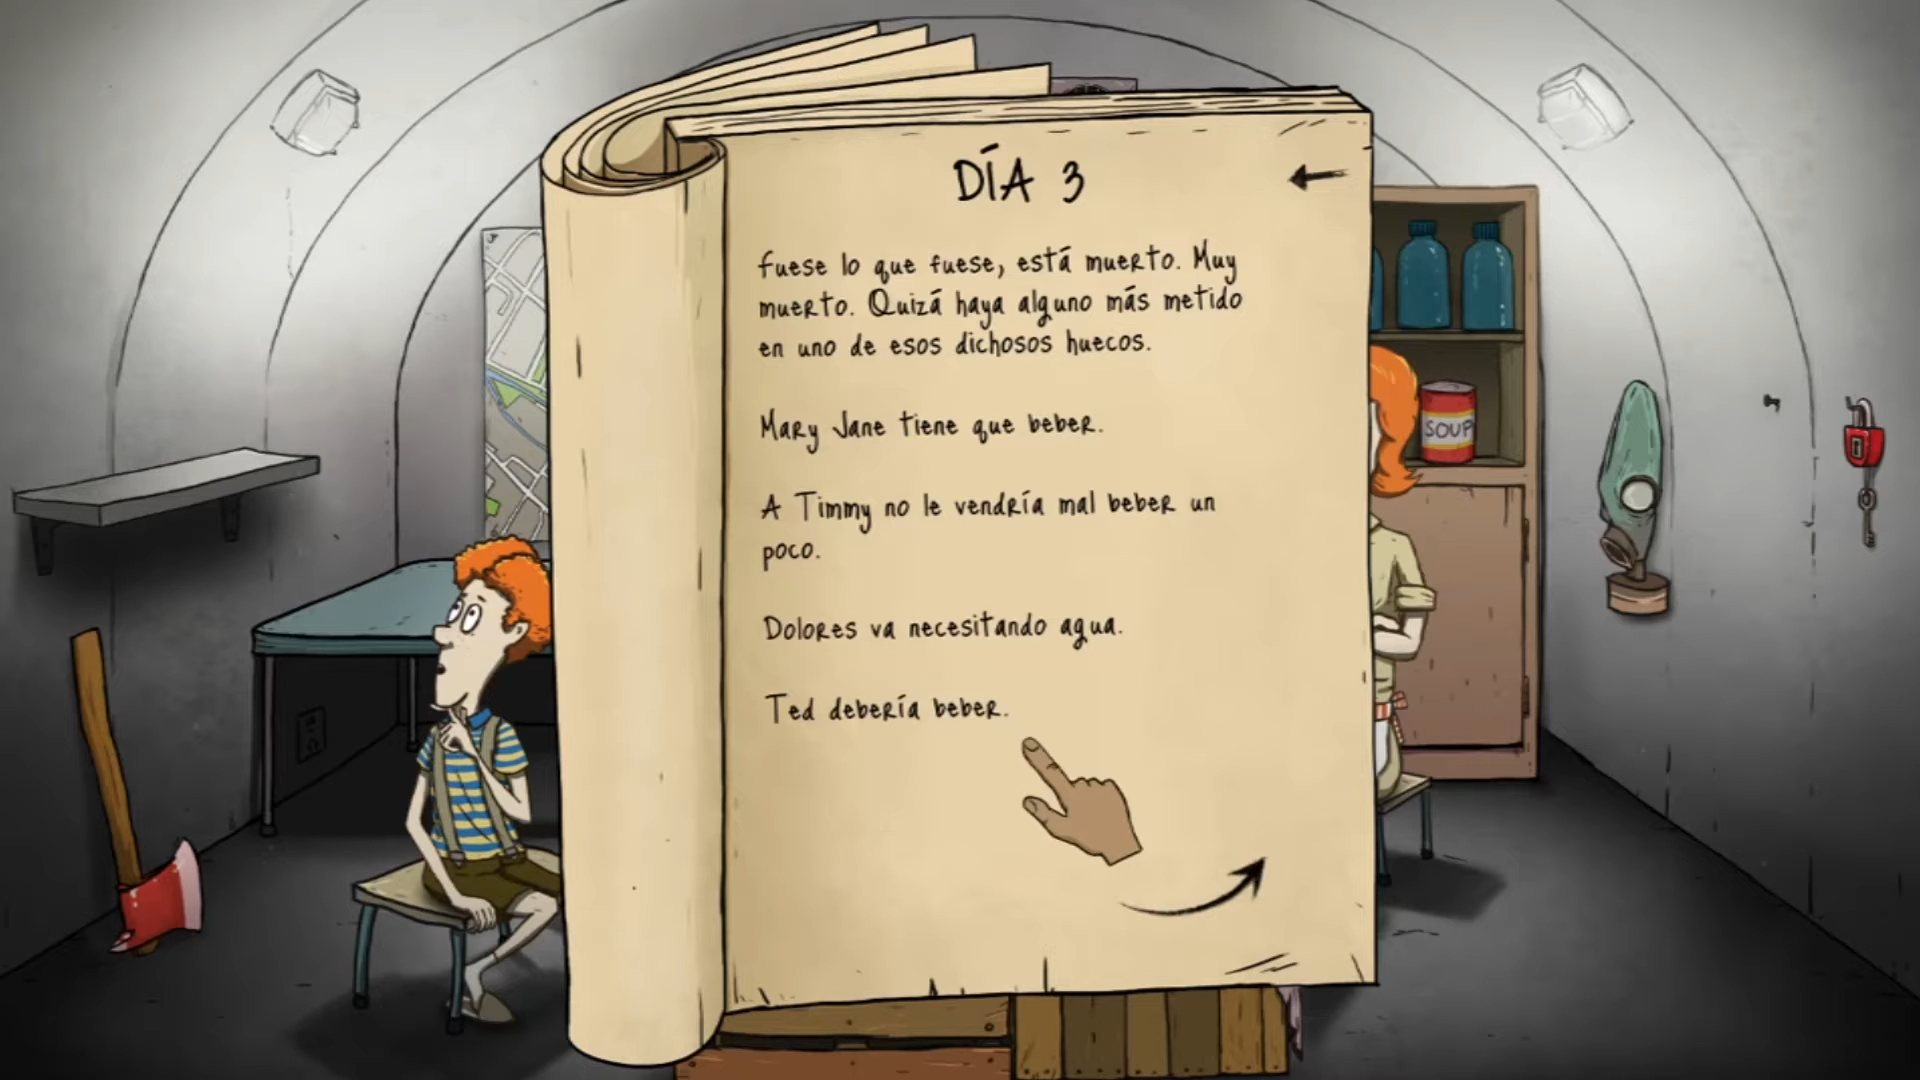 DÍA 3
fuese lo que fuese, está muerto. Muy
muerto. Quizá haya alguno más metido
en uno de esos dichosos huecos.
Mary Jane tiene que beber.
A Timmy no le vendría mal beber un
poco.
Dolores va necesitando agua.
Ted debería beber.
SOUP